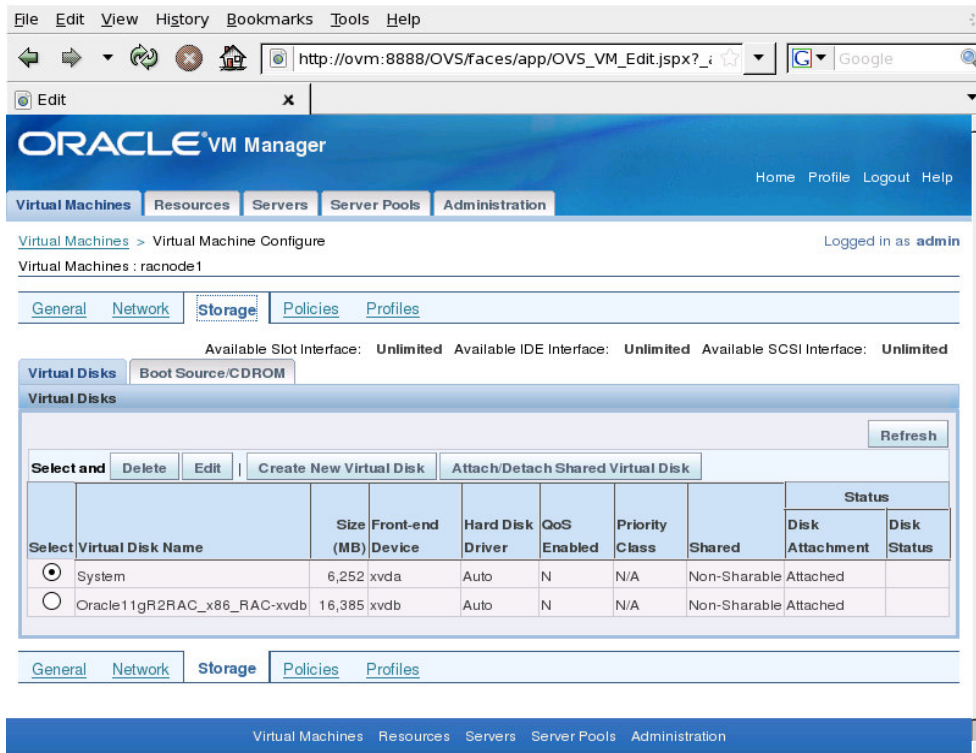 File Edit View History Bookmarks Tools Help
http://ovm:8888/OVS/faces/app/OVS_VM_Edit.jspx?_a
G Google
Edit x
ORACLE VM Manager
Home Profile Logout Help
Virtual Machines Resources Servers Server Pools Administration
Virtual Machines > Virtual Machine Configure Logged in as admin
Virtual Machines : racnode1
General Network Storage Policies Profiles
Available Slot Interface: Unlimited Available IDE Interface: Unlimited Available SCSI Interface: Unlimited
Virtual Disks Boot Source/CDROM
Virtual Disks
Refresh
Select and Delete Edit | Create New Virtual Disk Attach/Detach Shared Virtual Disk
Status
Select Virtual Disk Name Size (MB) Front-end Device Hard Disk Driver QoS Enabled Priority Class Shared Disk Attachment Disk Status
System 6,252 xvda Auto N N/A Non-Sharable Attached
Oracle11gR2RAC_x86_RAC-xvdb 16,385 xvdb Auto N N/A Non-Sharable Attached
General Network Storage Policies Profiles
Virtual Machines Resources Servers Server Pools Administration